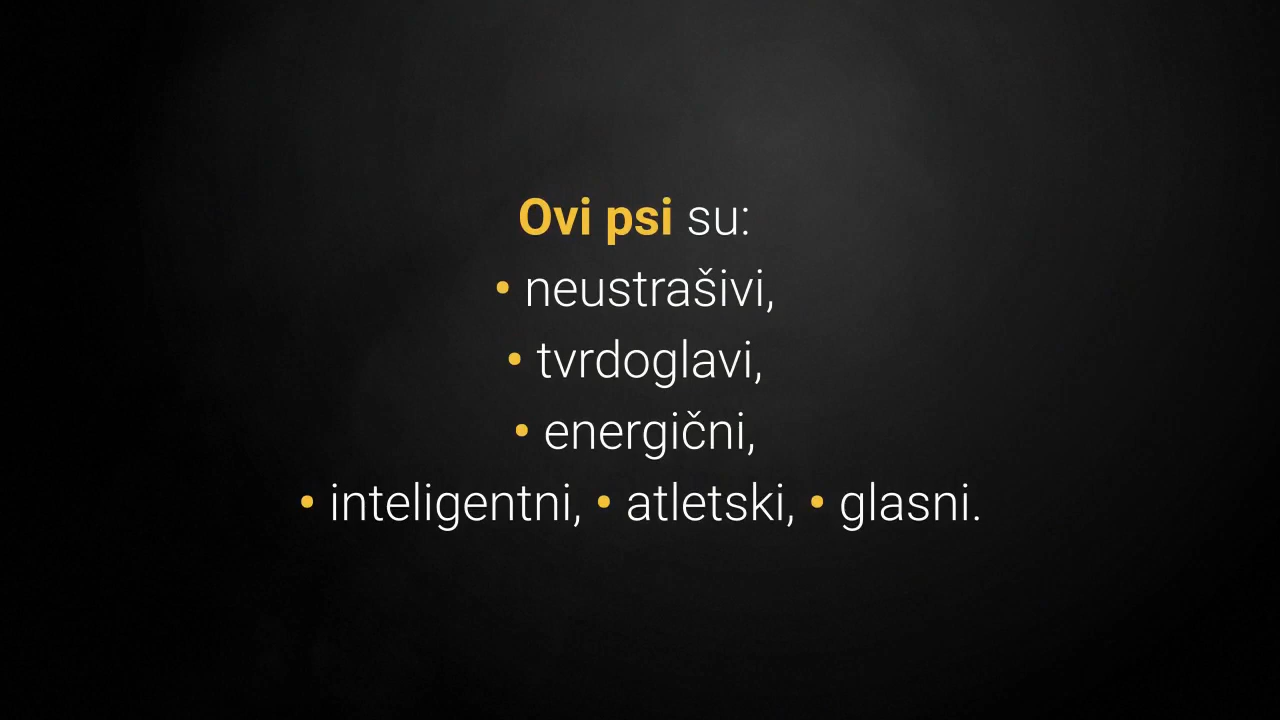 Ovi psi su:
• neustrašivi,
• tvrdoglavi,
• energični,
• inteligentni, • atletski, • glasni.